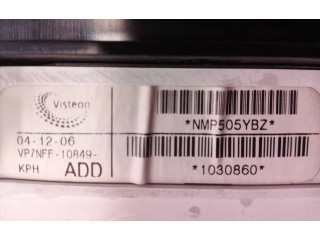 Visteon
*NMP505YBZ*
04-12-06
VP7NFF-10849-
KPH ADD *1030860*